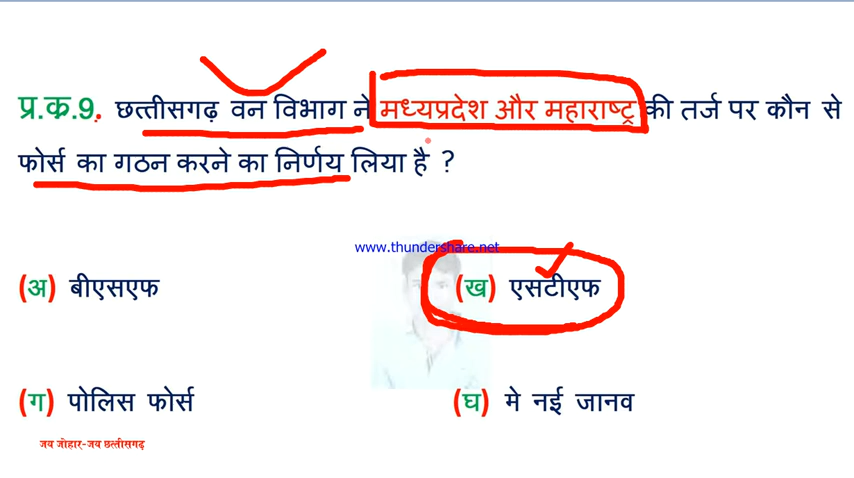 प्र.क.9. छत्तीसगढ़ वन विभाग ने मध्यप्रदेश और महाराष्ट्र की तर्ज पर कौन से
फोर्स का गठन करने का निर्णय लिया है ?
www.thundershare.net
(अ) बीएसएफ (ख) एसटीएफ
(ग) पोलिस फोर्स (घ) मे नई जानव
जय जोहार-जय छत्तीसगढ़